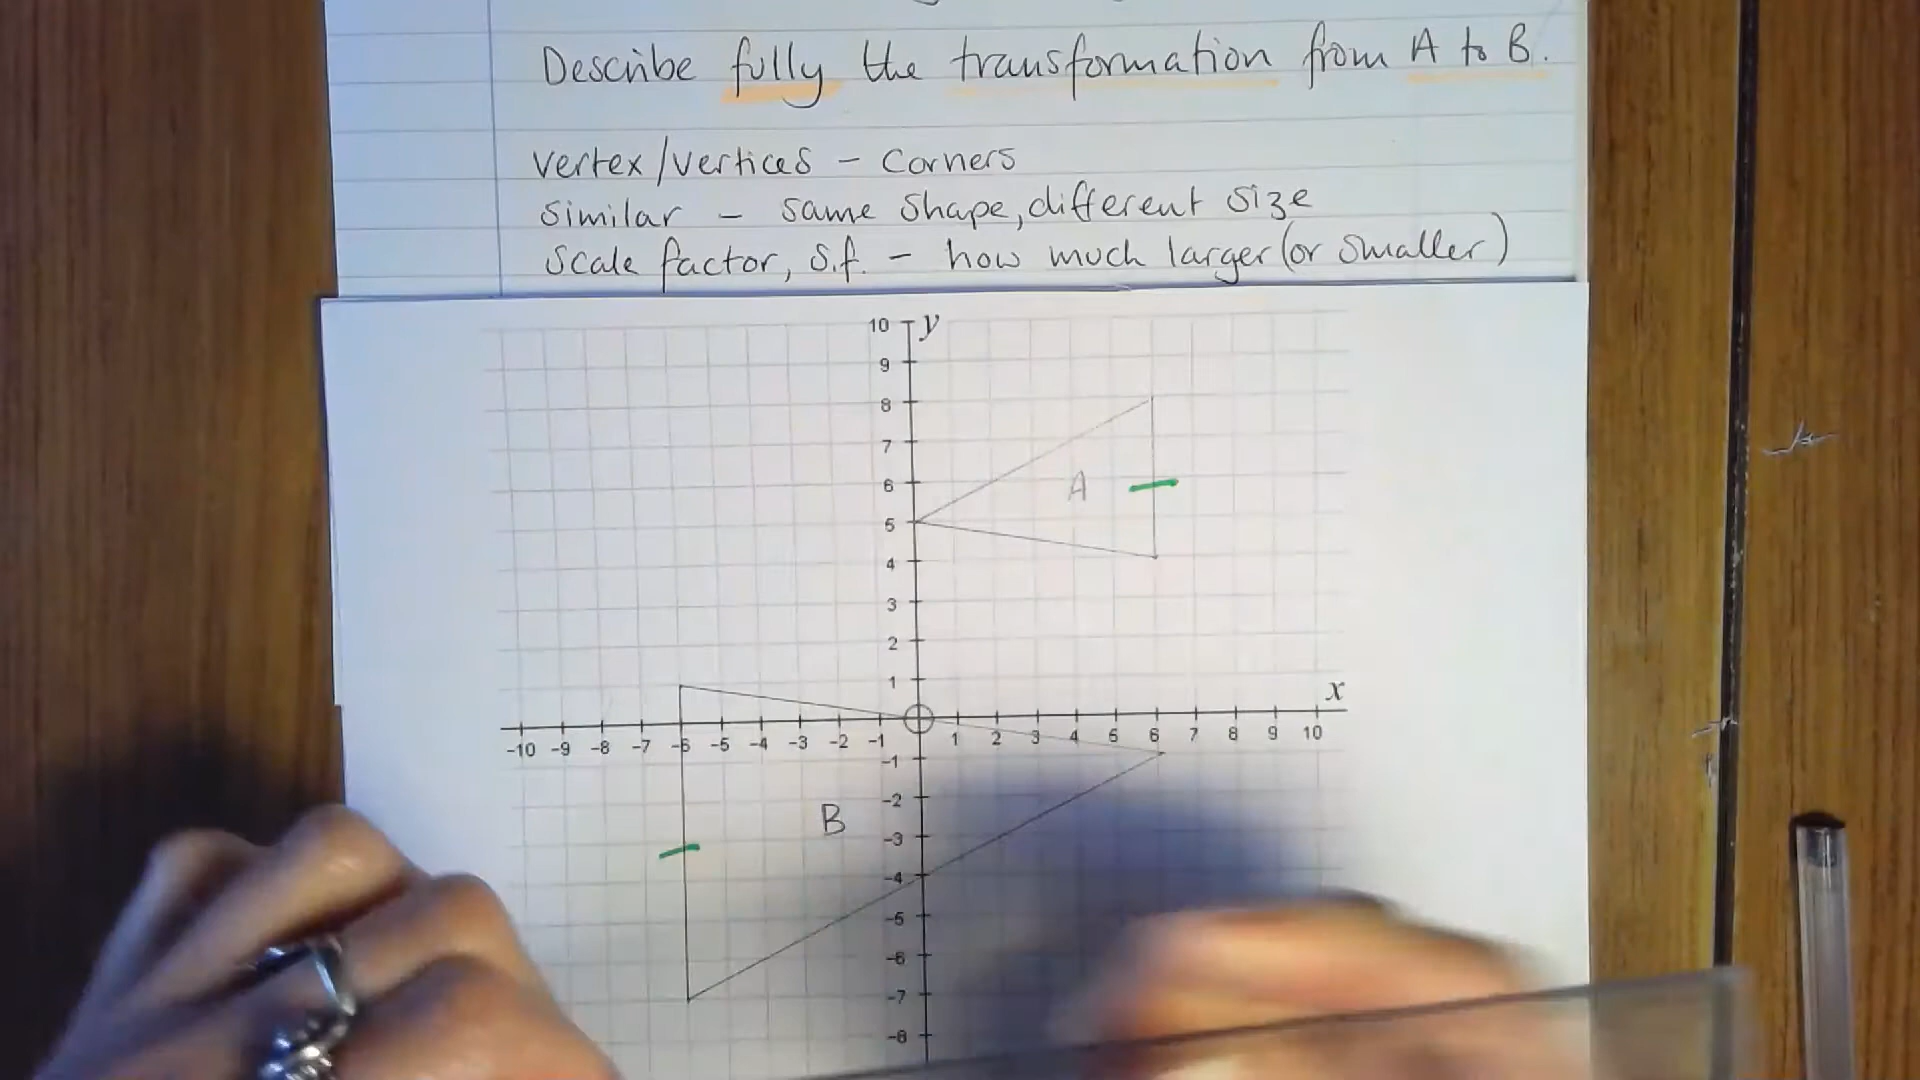 Describe fully the transformation from A to B.
vertex/vertices - corners
similar - same shape, different size
scale factor, s.f. - how much larger (or smaller)
10 y
9
8
7
6 A
5
4
3
2
1 x
-10 -9 -8 -7 -6 -5 -4 -3 -2 -1 1 2 3 4 5 6 7 8 9 10
-1
-2
B
-3
-4
-5
-6
-7
-8